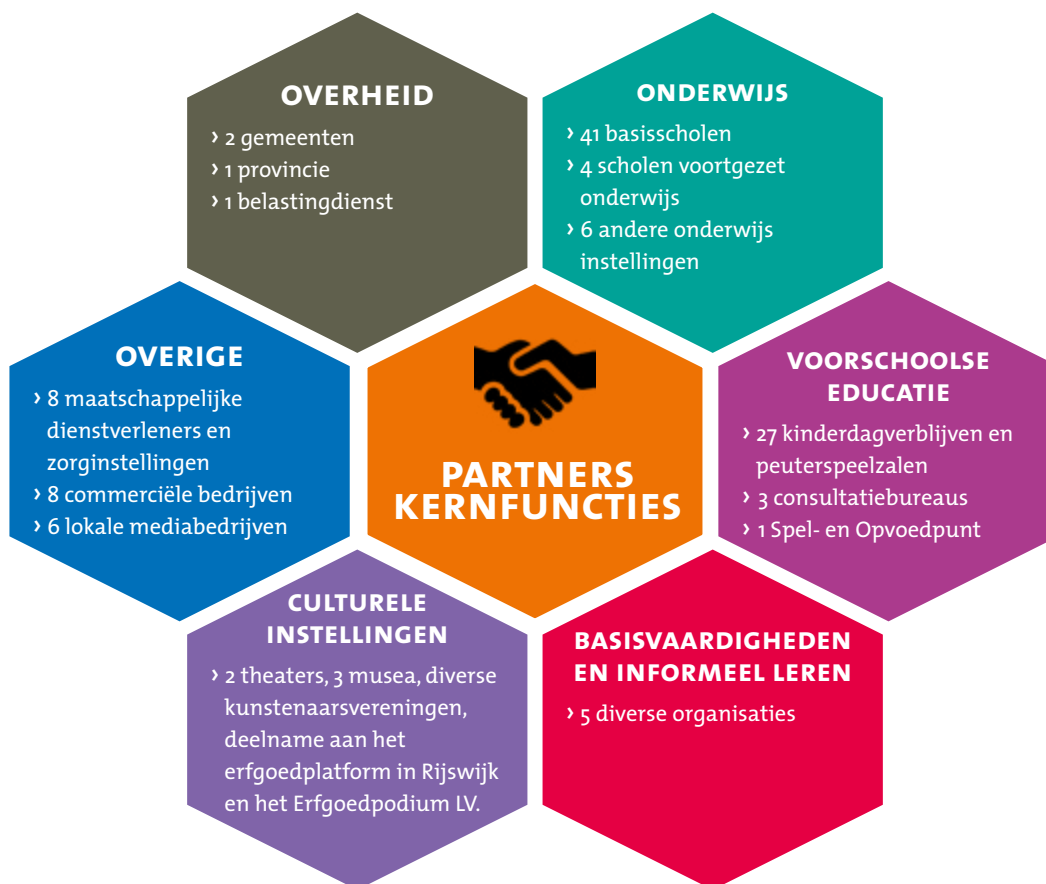 OVERHEID
› 2 gemeenten
› 1 provincie
› 1 belastingdienst
ONDERWIJS
› 41 basisscholen
› 4 scholen voortgezet
onderwijs
› 6 andere onderwijs
instellingen
OVERIGE
› 8 maatschappelijke
dienstverleners en
zorginstellingen
› 8 commerciële bedrijven
› 6 lokale mediabedrijven
PARTNERS
KERNFUNCTIES
VOORSCHOOLSE
EDUCATIE
› 27 kinderdagverblijven en
peuterspeelzalen
› 3 consultatiebureaus
› 1 Spel- en Opvoedpunt
CULTURELE
INSTELLINGEN
› 2 theaters, 3 musea, diverse
kunstenaarsvereningen,
deelname aan het
erfgoedplatform in Rijswijk
en het Erfgoedpodium LV.
BASISVAARDIGHEDEN
EN INFORMEEL LEREN
› 5 diverse organisaties